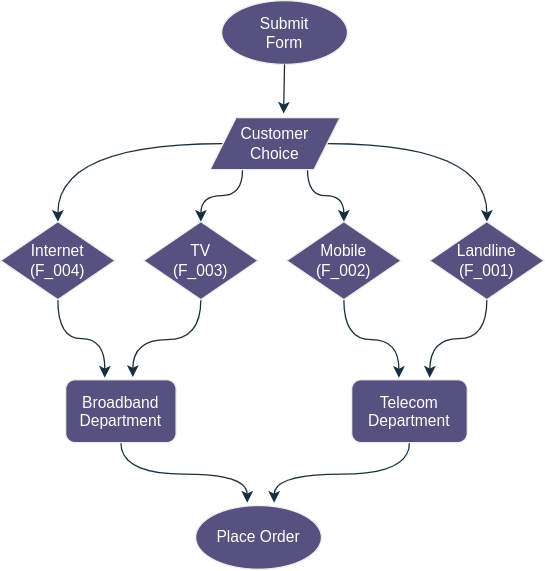 Submit
Form
Customer
Choice
Internet
(F_004)
TV
(F_003)
Mobile
(F_002)
Landline
(F_001)
Broadband
Department
Telecom
Department
Place Order